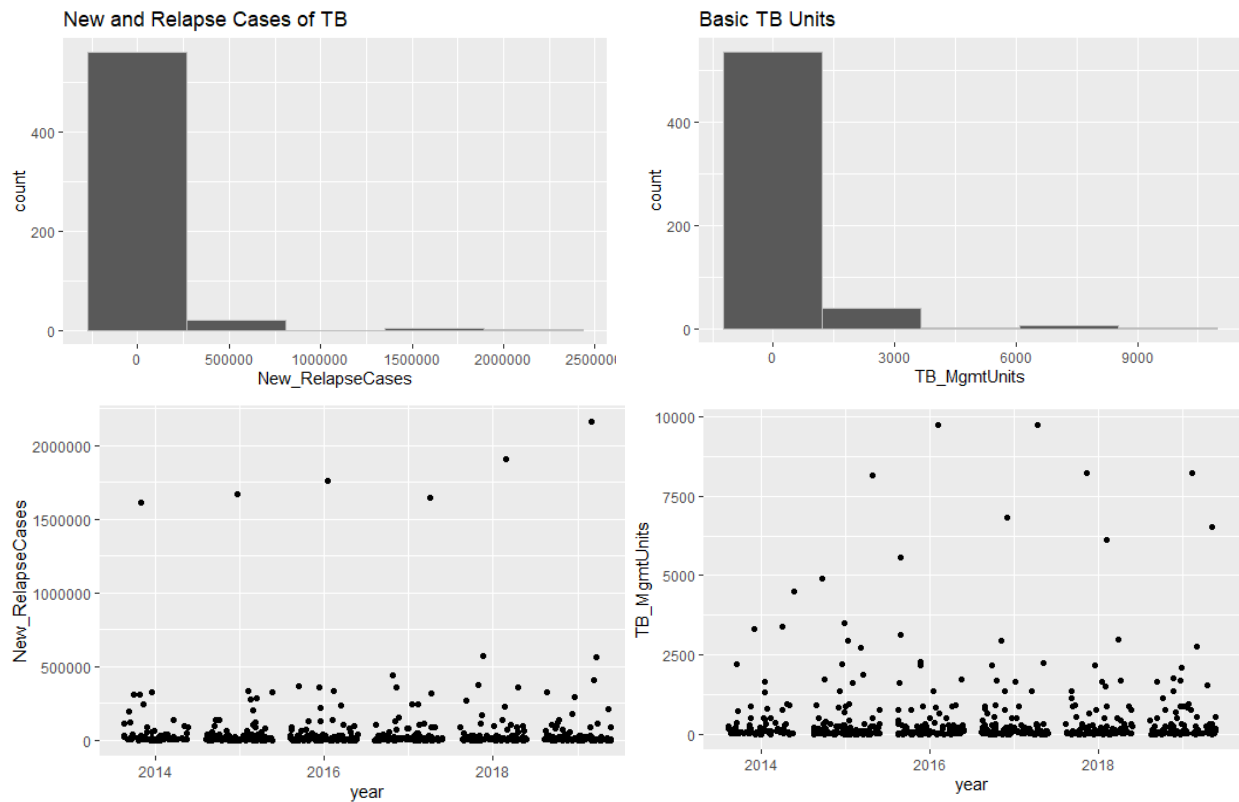 New and Relapse Cases of TB
400
200
0
count
0 500000 1000000 1500000 2000000 2500000
New_RelapseCases
Basic TB Units
400
200
0
count
0 3000 6000 9000
TB_MgmtUnits
2000000
1500000
1000000
500000
0
New_RelapseCases
2014 2016 2018
year
10000
7500
5000
2500
0
TB_MgmtUnits
2014 2016 2018
year